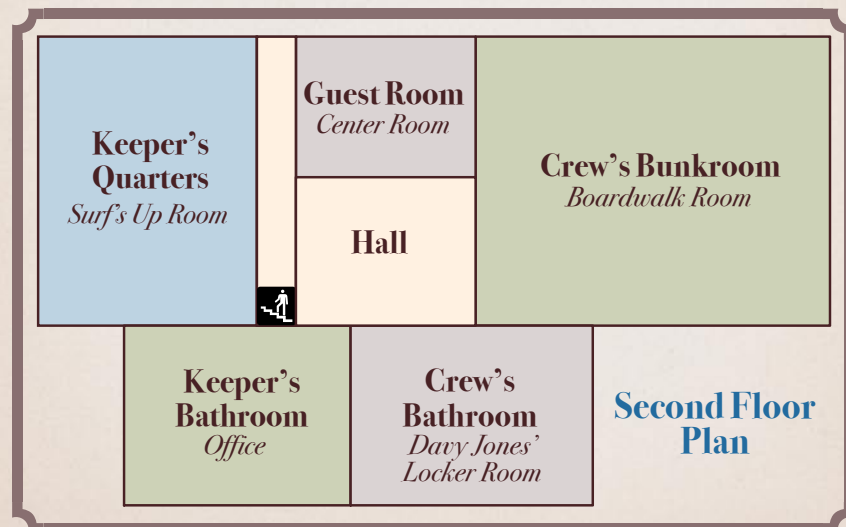 Keeper’s
Quarters
Surf’s Up Room
Guest Room
Center Room
Hall
Crew’s Bunkroom
Boardwalk Room
Keeper’s
Bathroom
Office
Crew’s
Bathroom
Davy Jones’
Locker Room
Second Floor
Plan